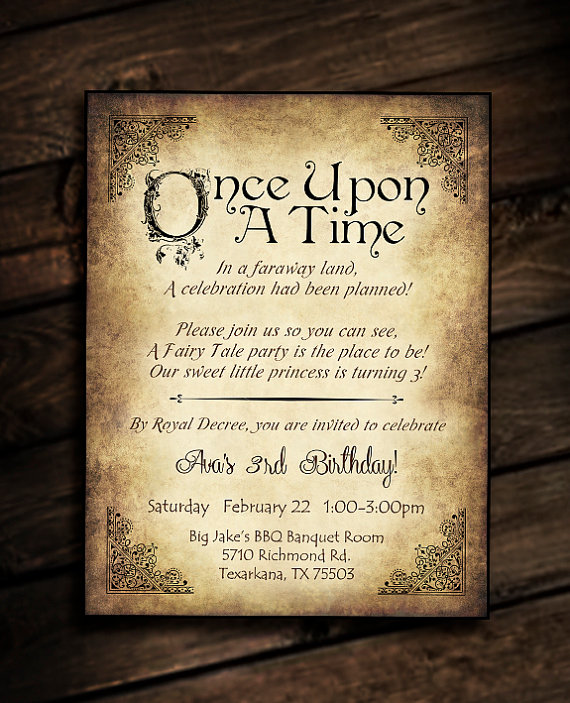 Once Upon
A Time
In a faraway land,
A celebration had been planned!
Please join us so you can see,
A Fairy Tale party is the place to be!
Our sweet little princess is turning 3!
By Royal Decree, you are invited to celebrate
Ava's 3rd Birthday!
Saturday February 22 1:00-3:00pm
Big Jake's BBQ Banquet Room
5710 Richmond Rd.
Texarkana, TX 75503